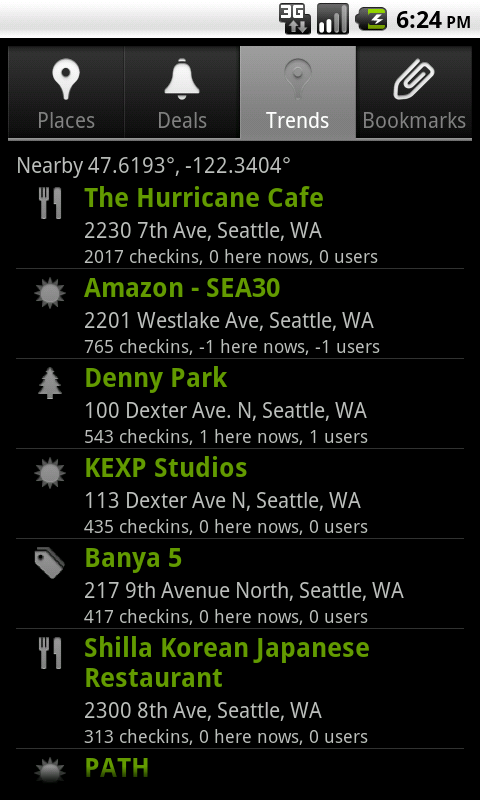 3G 6:24 PM
Places Deals Trends Bookmarks
Nearby 47.6193°, -122.3404°
The Hurricane Cafe
2230 7th Ave, Seattle, WA
2017 checkins, 0 here nows, 0 users
Amazon - SEA30
2201 Westlake Ave, Seattle, WA
765 checkins, -1 here nows, -1 users
Denny Park
100 Dexter Ave. N, Seattle, WA
543 checkins, 1 here nows, 1 users
KEXP Studios
113 Dexter Ave N, Seattle, WA
435 checkins, 0 here nows, 0 users
Banya 5
217 9th Avenue North, Seattle, WA
417 checkins, 0 here nows, 0 users
Shilla Korean Japanese
Restaurant
2300 8th Ave, Seattle, WA
313 checkins, 0 here nows, 0 users
PATH